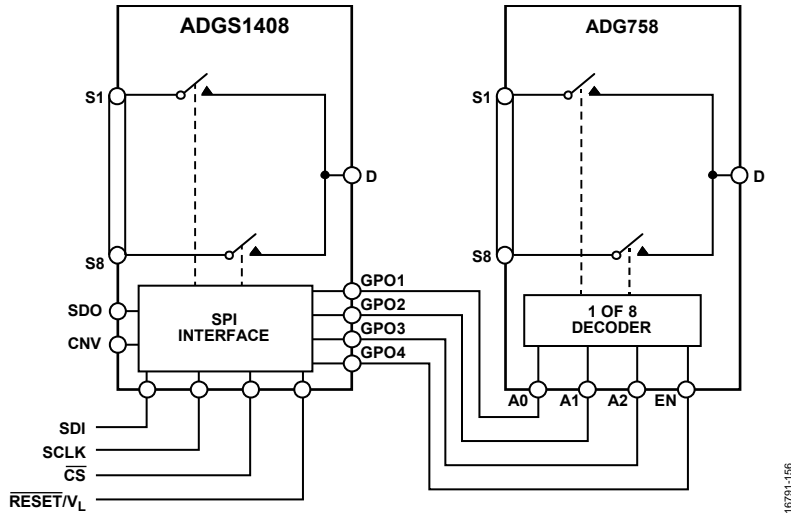 ADGS1408
S1
D
S8
GPO1
GPO2
GPO3
GPO4
SPI
INTERFACE
SDO
CNV
SDI
SCLK
CS
RESET/VL
ADG758
S1
D
S8
1 OF 8
DECODER
A0
A1
A2
EN
16791-156